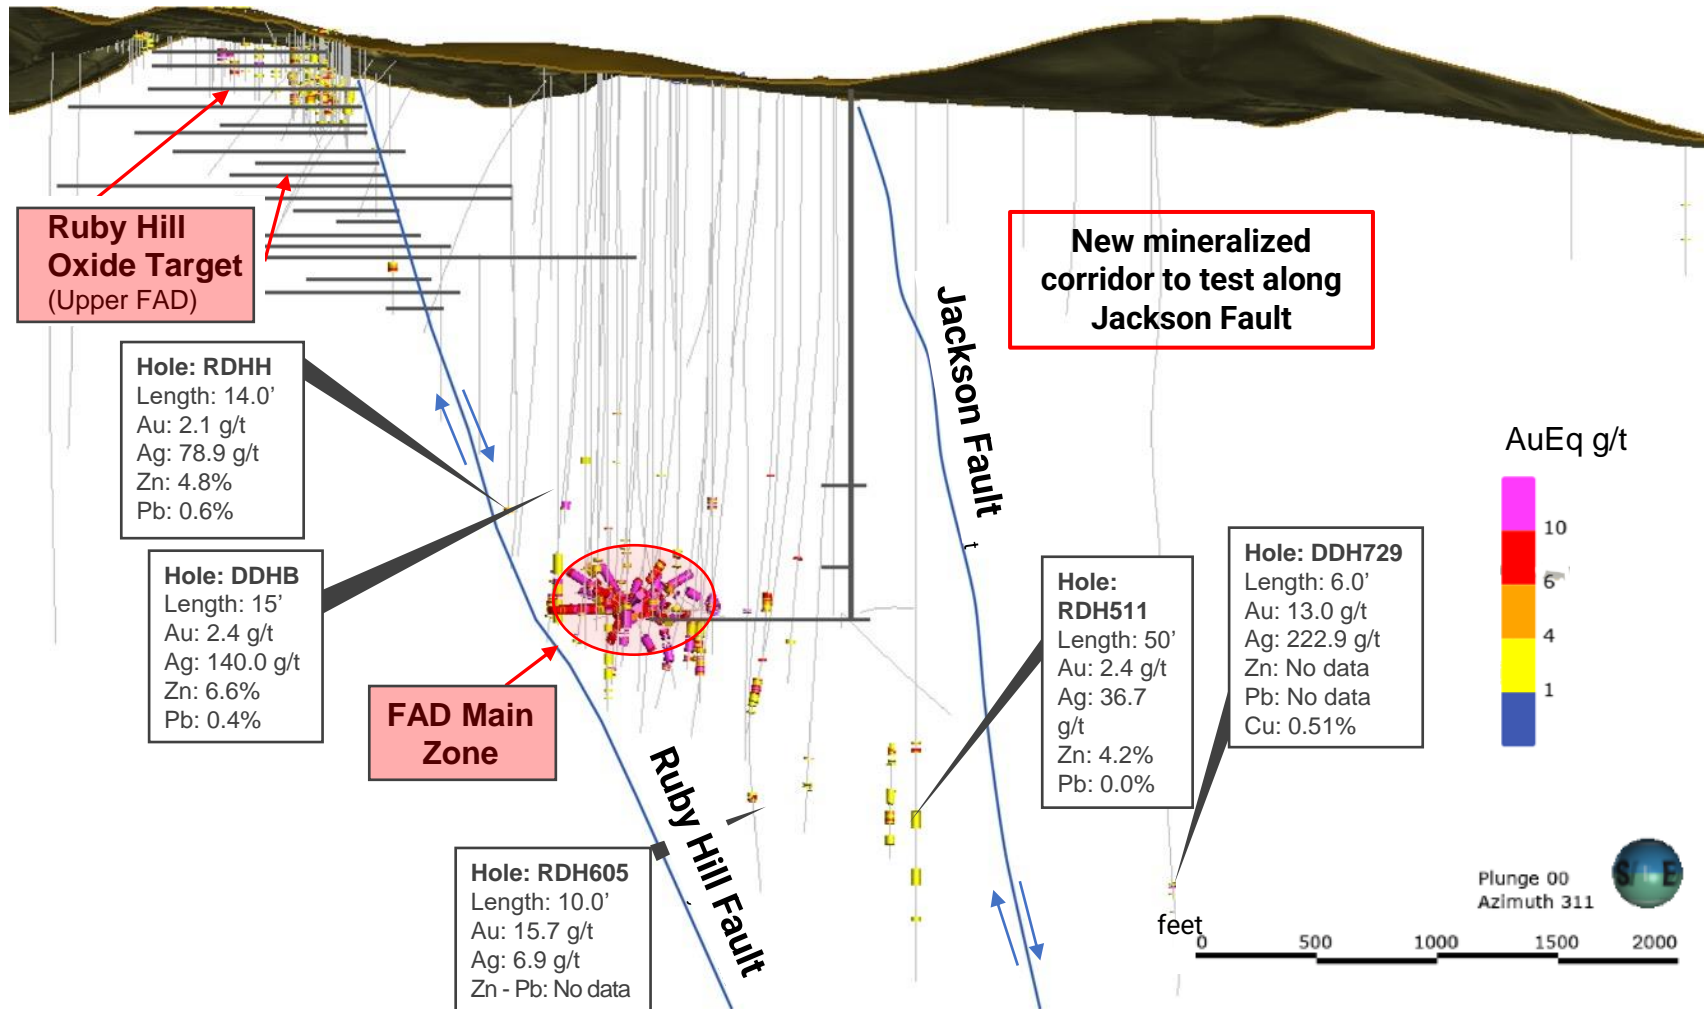 Ruby Hill
Oxide Target
(Upper FAD)
New mineralized
corridor to test along
Jackson Fault
Jackson Fault
t
Hole: RDHH
Length: 14.0’
Au: 2.1 g/t
Ag: 78.9 g/t
Zn: 4.8%
Pb: 0.6%
Hole: DDHB
Length: 15’
Au: 2.4 g/t
Ag: 140.0 g/t
Zn: 6.6%
Pb: 0.4%
FAD Main
Zone
Ruby Hill Fault
Hole: RDH605
Length: 10.0’
Au: 15.7 g/t
Ag: 6.9 g/t
Zn - Pb: No data
Hole:
RDH511
Length: 50’
Au: 2.4 g/t
Ag: 36.7
g/t
Zn: 4.2%
Pb: 0.0%
Hole: DDH729
Length: 6.0’
Au: 13.0 g/t
Ag: 222.9 g/t
Zn: No data
Pb: No data
Cu: 0.51%
AuEq g/t
10
6
4
1
Plunge 00
Azimuth 311
S E
feet
0 500 1000 1500 2000